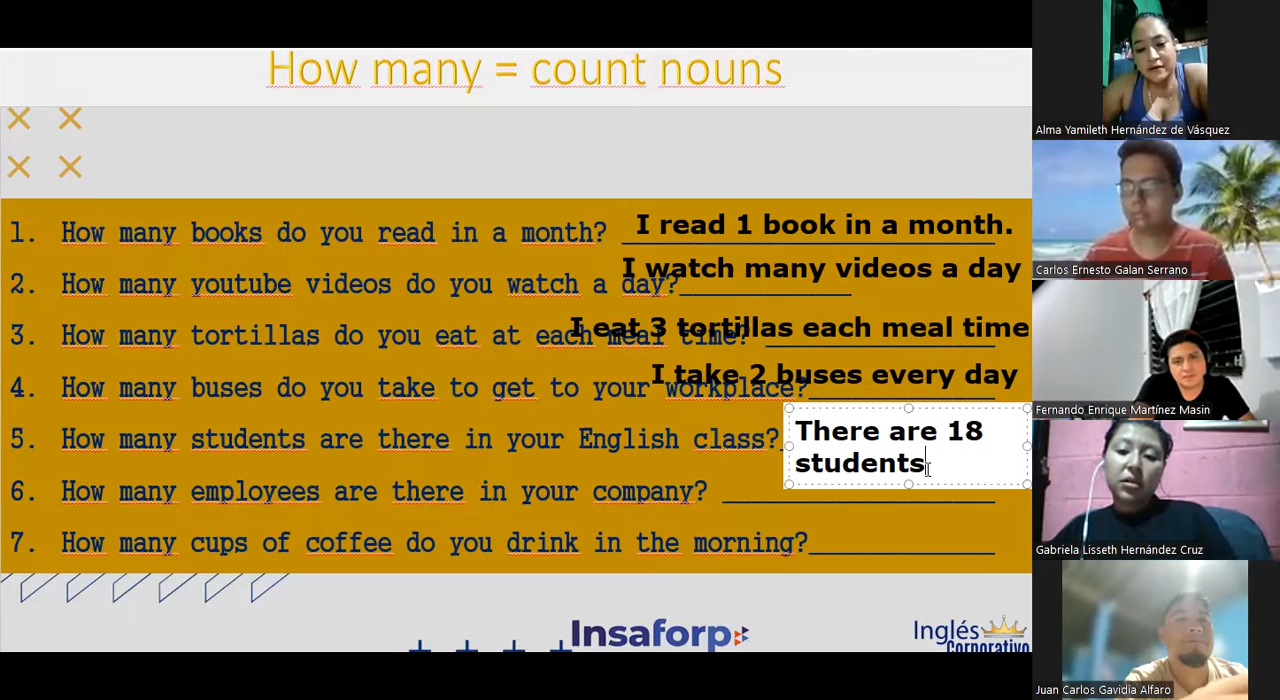 How many = count nouns
1. How many books do you read in a month? I read 1 book in a month.
2. How many youtube videos do you watch a day? I watch many videos a day
3. How many tortillas do you eat at each meal time? I eat 3 tortillas each meal time
4. How many buses do you take to get to your workplace? I take 2 buses every day
5. How many students are there in your English class? There are 18
students
6. How many employees are there in your company?
7. How many cups of coffee do you drink in the morning?
Insaforp
Inglés
Corporativo
Alma Yamileth Hernández de Vásquez
Carlos Ernesto Galan Serrano
Fernando Enrique Martínez Masin
Gabriela Lisseth Hernández Cruz
Juan Carlos Gavidia Alfaro